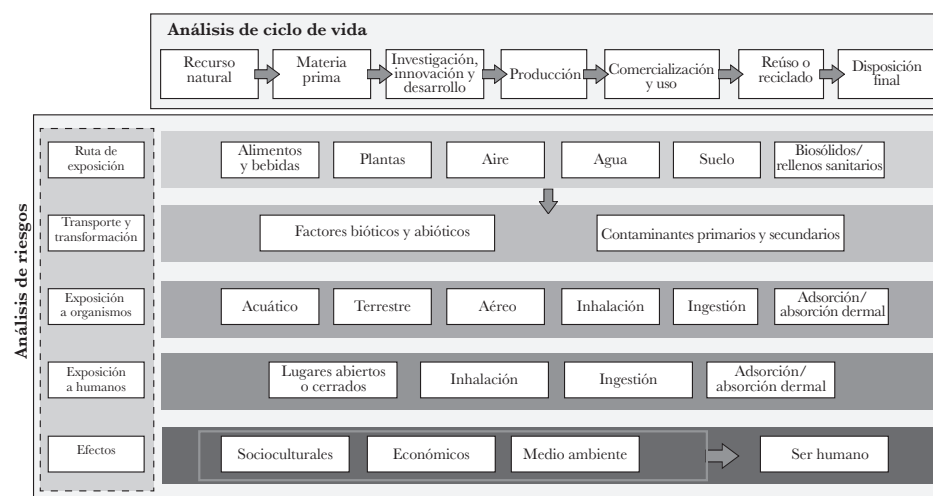 Análisis de ciclo de vida
Recurso
natural
Materia
prima
Investigación,
innovación y
desarrollo
Producción
Comercialización
y uso
Reúso o
reciclado
Disposición
final
Análisis de riesgos
Ruta de
exposición
Alimentos
y bebidas
Plantas
Aire
Agua
Suelo
Biosólidos/
rellenos sanitarios
Transporte y
transformación
Factores bióticos y abióticos
Contaminantes primarios y secundarios
Exposición
a organismos
Acuático
Terrestre
Aéreo
Inhalación
Ingestión
Adsorción/
absorción dermal
Exposición
a humanos
Lugares abiertos
o cerrados
Inhalación
Ingestión
Adsorción/
absorción dermal
Efectos
Socioculturales
Económicos
Medio ambiente
Ser humano